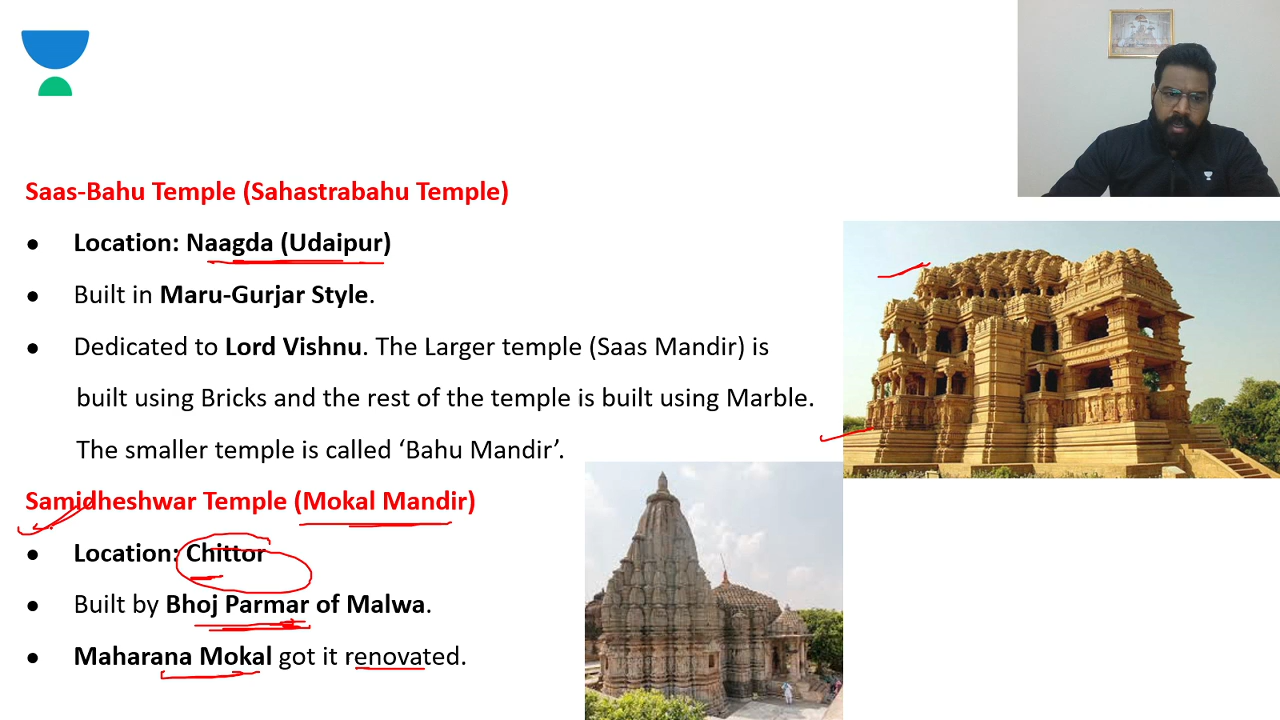 Saas-Bahu Temple (Sahastrabahu Temple)
● Location: Naagda (Udaipur)
● Built in Maru-Gurjar Style.
● Dedicated to Lord Vishnu. The Larger temple (Saas Mandir) is
built using Bricks and the rest of the temple is built using Marble.
The smaller temple is called ‘Bahu Mandir’.
Samidheshwar Temple (Mokal Mandir)
● Location: Chittor
● Built by Bhoj Parmar of Malwa.
● Maharana Mokal got it renovated.